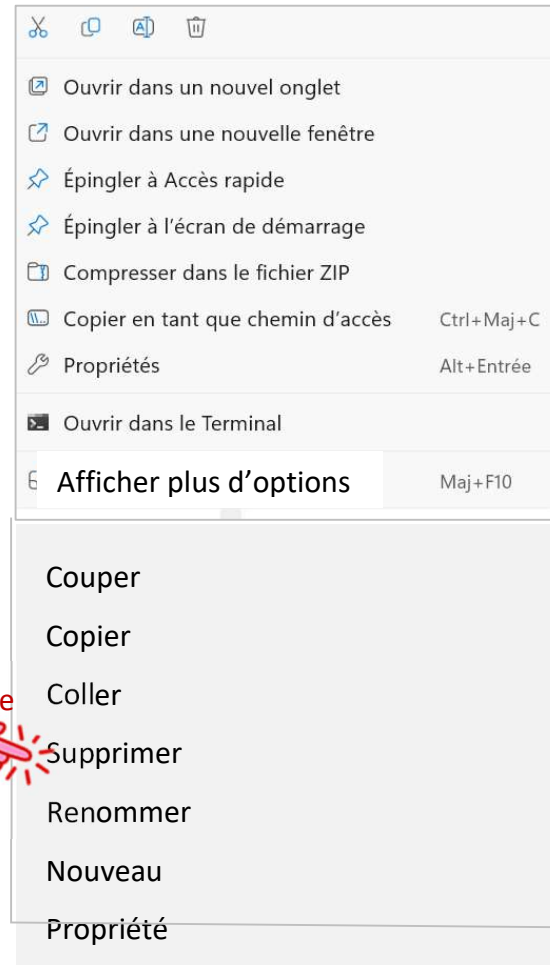 Ouvrir dans un nouvel onglet
Ouvrir dans une nouvelle fenêtre
Épingler à Accès rapide
Épingler à l'écran de démarrage
Compresser dans le fichier ZIP
Copier en tant que chemin d'accès Ctrl+Maj+C
Propriétés Alt+Entrée
Ouvrir dans le Terminal
Afficher plus d'options Maj+F10
Couper
Copier
Coller
Supprimer
Renommer
Nouveau
Propriété